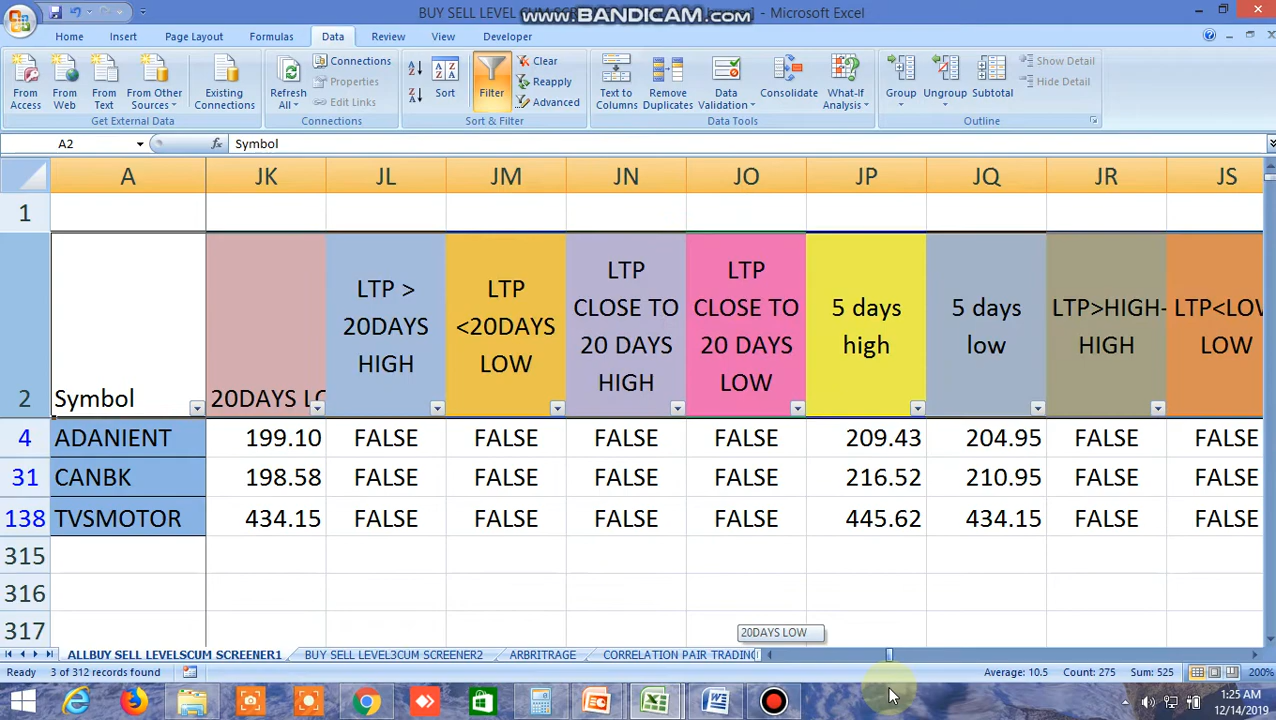 BUY SELL LEVEL CUM
www.BANDICAM.com
- Microsoft Excel
Home Insert Page Layout Formulas Data Review View Developer
From Access
From Web
From Text
From Other Sources
Existing Connections
Get External Data
Refresh All
Connections
Properties
Edit Links
Connections
Sort
Filter
Clear
Reapply
Advanced
Sort & Filter
Text to Columns
Remove Duplicates
Data Validation
Consolidate
What-If Analysis
Data Tools
Group
Ungroup
Subtotal
Show Detail
Hide Detail
Outline
A2 fx Symbol
A JK JL JM JN JO JP JQ JR JS
1
2 Symbol
20DAYS LO
LTP > 20DAYS HIGH
LTP <20DAYS LOW
LTP CLOSE TO 20 DAYS HIGH
LTP CLOSE TO 20 DAYS LOW
5 days high
5 days low
LTP>HIGH- HIGH
LTP<LOW LOW
4 ADANIENT 199.10 FALSE FALSE FALSE FALSE 209.43 204.95 FALSE FALSE
31 CANBK 198.58 FALSE FALSE FALSE FALSE 216.52 210.95 FALSE FALSE
138 TVSMOTOR 434.15 FALSE FALSE FALSE FALSE 445.62 434.15 FALSE FALSE
315
316
317
20DAYS LOW
ALLBUY SELL LEVELSCUM SCREENER1 BUY SELL LEVEL3CUM SCREENER2 ARBRITRAGE CORRELATION PAIR TRADING
Ready 3 of 312 records found Average: 10.5 Count: 275 Sum: 525 200%
1:25 AM
12/14/2019